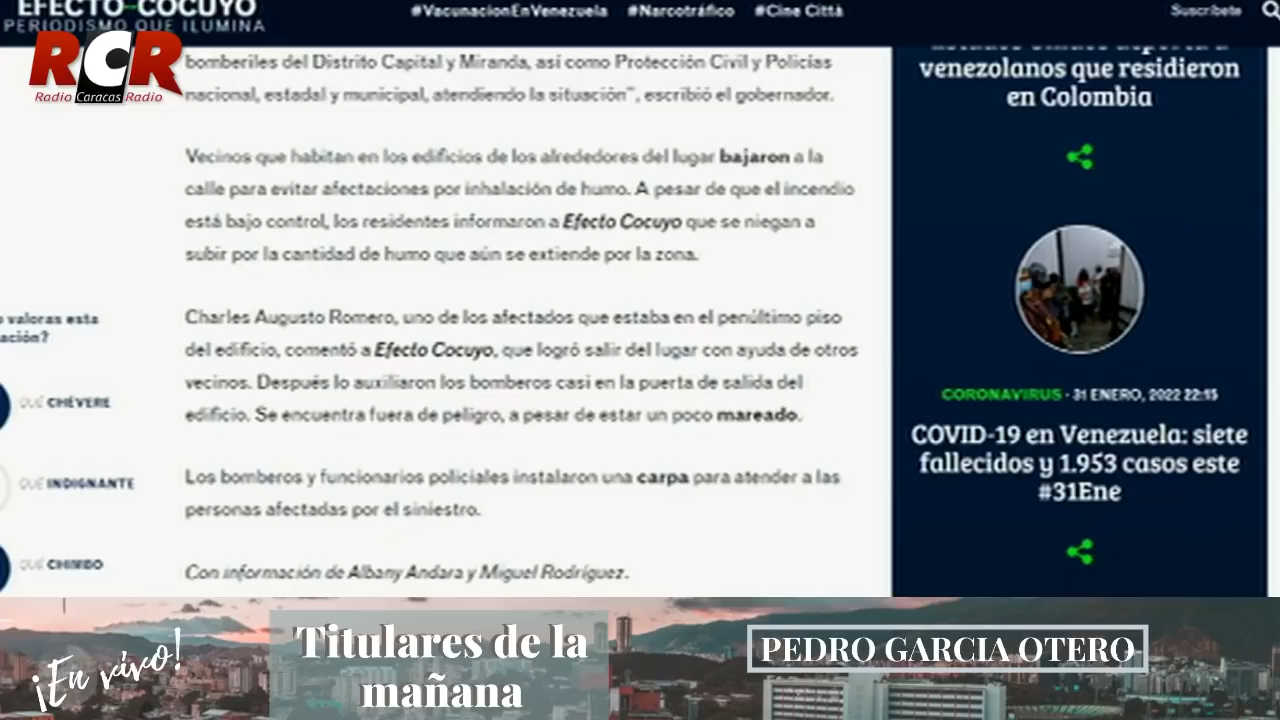 EFECTO COCUYO
PERIODISMO QUE ILUMINA
#VacunacionEnVenezuela #Narcotráfico #Cine Città
Suscríbete
RCR
Radio Caracas Radio
bomberiles del Distrito Capital y Miranda, así como Protección Civil y Policías
nacional, estadal y municipal, atendiendo la situación", escribió el gobernador.
Vecinos que habitan en los edificios de los alrededores del lugar bajaron a la
calle para evitar afectaciones por inhalación de humo. A pesar de que el incendio
está bajo control, los residentes informaron a Efecto Cocuyo que se niegan a
subir por la cantidad de humo que aún se extiende por la zona.
Charles Augusto Romero, uno de los afectados que estaba en el penúltimo piso
del edificio, comentó a Efecto Cocuyo, que logró salir del lugar con ayuda de otros
vecinos. Después lo auxiliaron los bomberos casi en la puerta de salida del
edificio. Se encuentra fuera de peligro, a pesar de estar un poco mareado.
Los bomberos y funcionarios policiales instalaron una carpa para atender a las
personas afectadas por el siniestro.
Con información de Albany Andara y Miguel Rodríguez.
o valoras esta
ación?
QUÉ CHÉVERE
QUÉ INDIGNANTE
QUÉ CHIMBO
venezolanos que residieron
en Colombia
CORONAVIRUS - 31 ENERO, 2022 22:15
COVID-19 en Venezuela: siete
fallecidos y 1.953 casos este
#31Ene
¡En vivo!
Titulares de la
mañana
PEDRO GARCIA OTERO